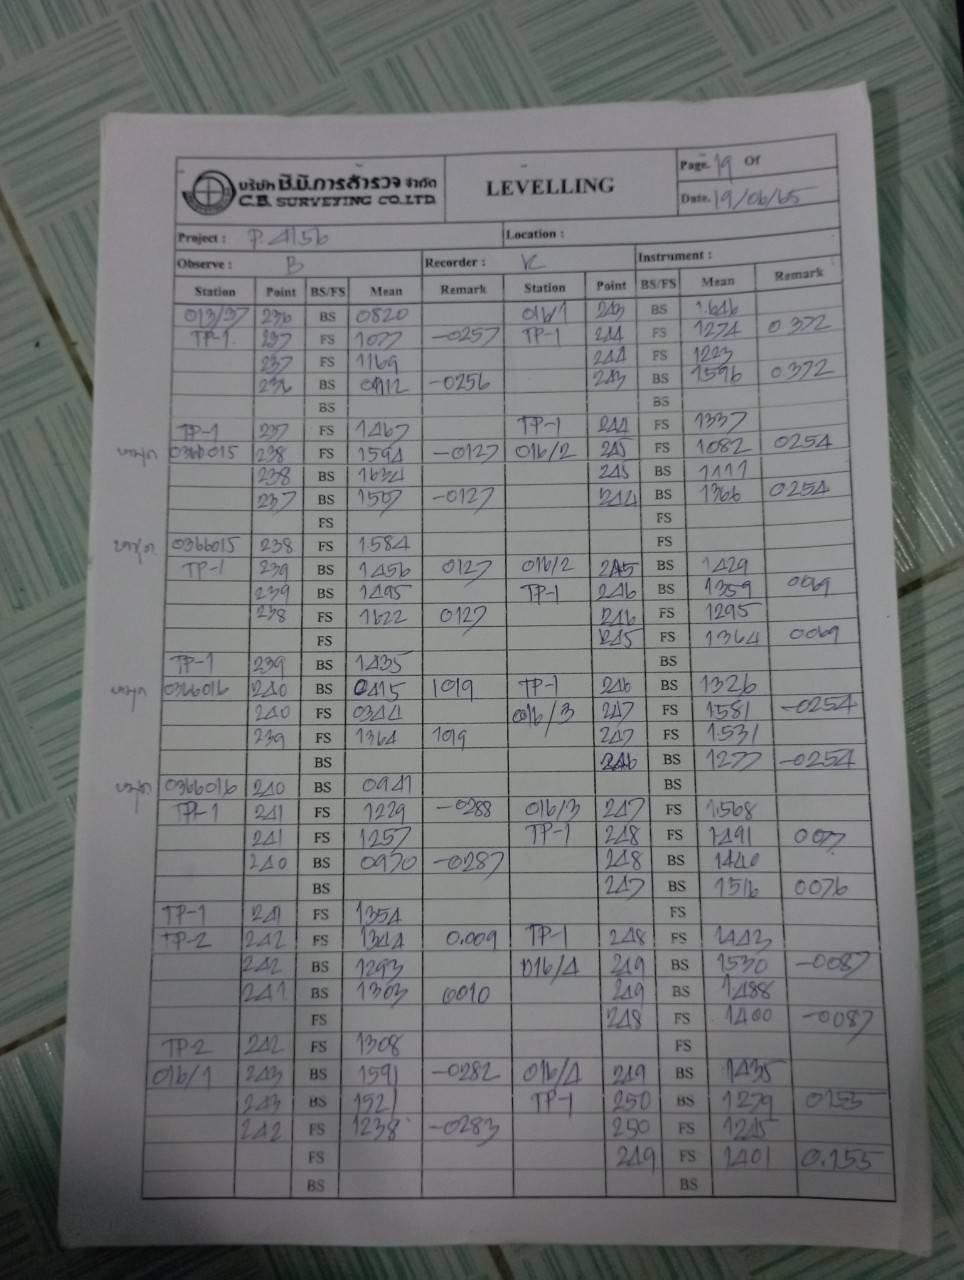 บริษัท ซี.บี.การสำรวจ จำกัด
C.B. SURVEYING CO.,LTD.
LEVELLING
Page. 19 Of
Date. 19/06/65
Project : P.4156
Location :
Observe : B
Recorder : K
Instrument :
Station Point BS/FS Mean Remark Station Point BS/FS Mean Remark
013/37 236 BS 0820 016/1 243 BS 1.646
TP-1 237 FS 1077 -0257 TP-1 244 FS 1274 0372
237 FS 1169 244 FS 1223
236 BS 0912 -0256 243 BS 1596 0372
BS BS
TP-1 237 FS 1467 TP-1 244 FS 1337
หมุด 0366015 238 FS 1594 -0127 016/2 245 FS 1082 0254
238 BS 1634 245 BS 1111
237 BS 1507 -0127 244 BS 1366 0254
FS FS
หมุด 0366015 238 FS 1584 FS
TP-1 239 BS 1456 0127 016/2 245 BS 1429
239 BS 1495 TP-1 246 BS 1359 0069
238 FS 1622 0127 246 FS 1295
FS 245 FS 1364 0069
TP-1 239 BS 1435 BS
หมุด 0366016 240 BS 0415 1019 TP-1 246 BS 1326
240 FS 0344 016/3 247 FS 1581 -0254
239 FS 1364 1019 247 FS 1531
BS 246 BS 1277 -0254
หมุด 0366016 240 BS 0941 BS
TP-1 241 FS 1229 -0288 016/3 247 FS 1568
241 FS 1257 TP-1 248 FS 1491 0077
240 BS 0970 -0287 248 BS 1440
BS 247 BS 1516 0076
TP-1 241 FS 1354 FS
TP-2 242 FS 1344 0.009 TP-1 248 FS 1443
242 BS 1293 016/4 249 BS 1530 -0087
241 BS 1303 0010 249 BS 1488
FS 248 FS 1400 -0087
TP-2 242 FS 1308 FS
016/1 243 BS 1591 -0282 016/4 249 BS 1435
243 BS 1521 TP-1 250 BS 1279 0155
242 FS 1238 -0283 250 FS 1245
FS 249 FS 1401 0.155
BS BS